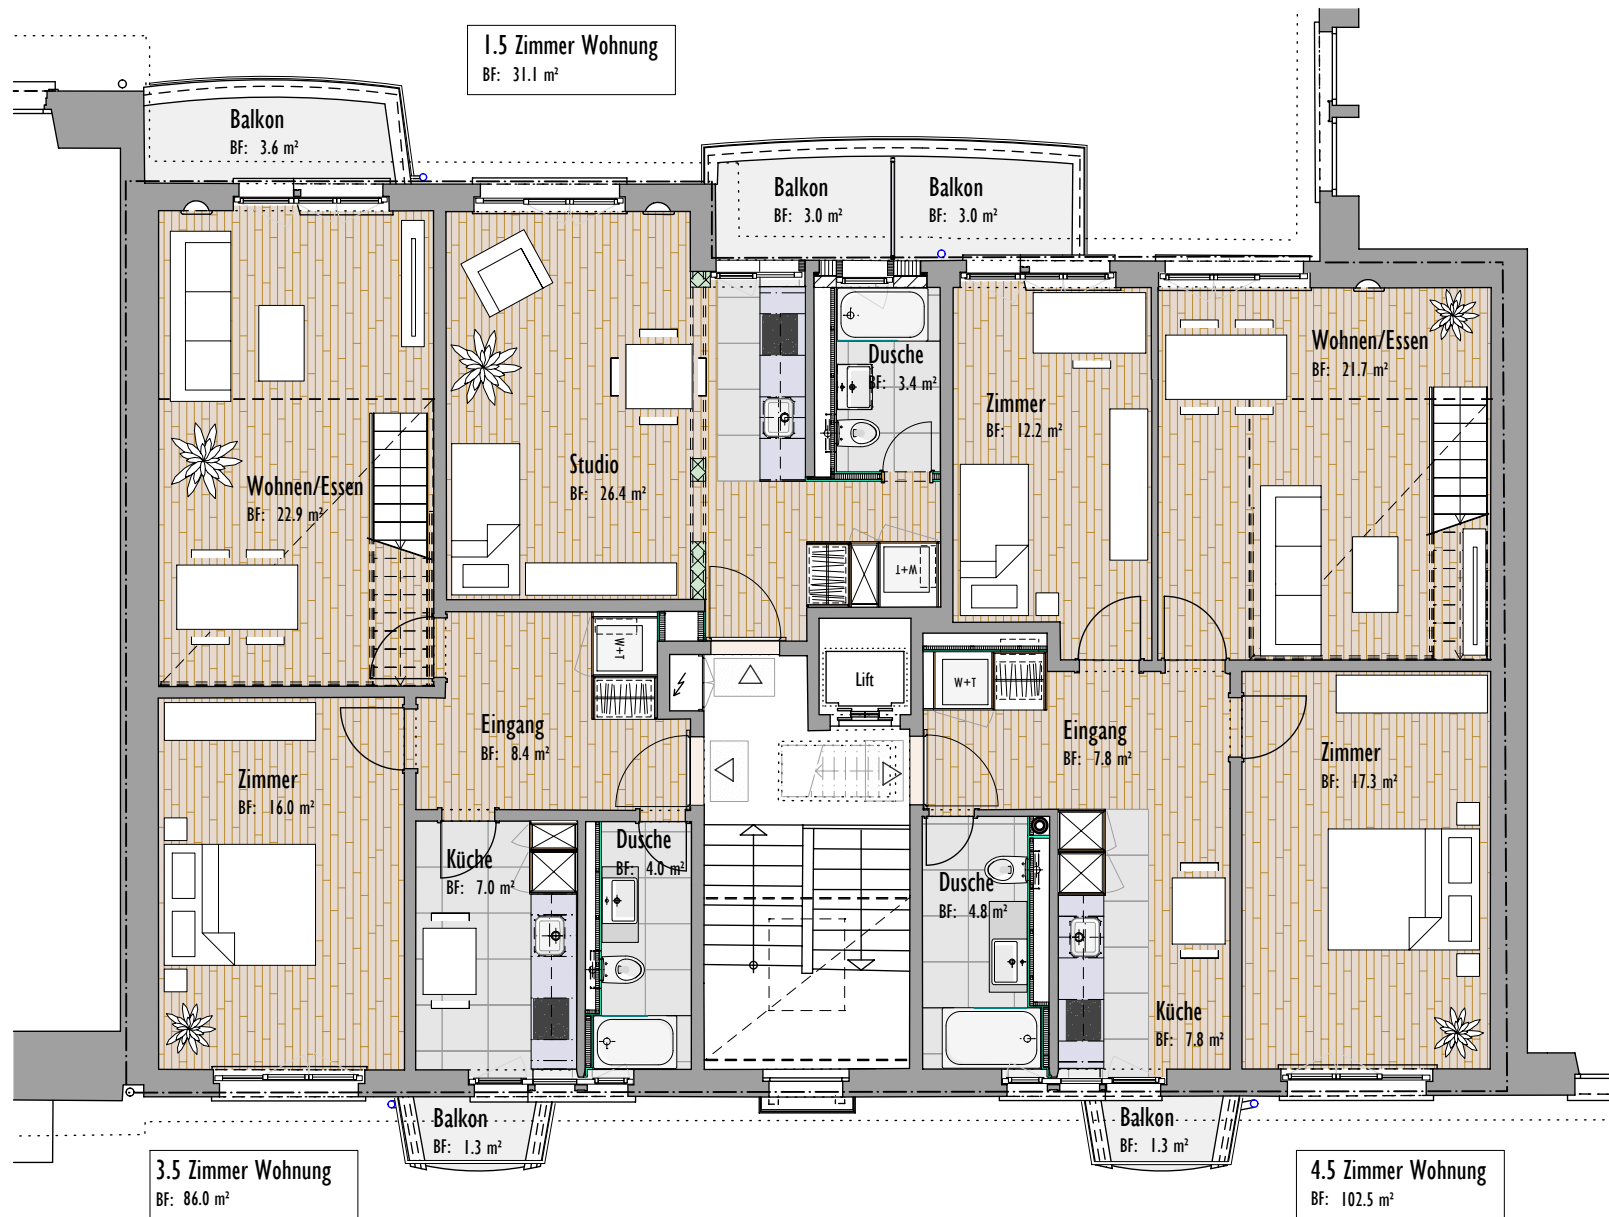 1.5 Zimmer Wohnung
BF: 31.1 m²
Balkon
BF: 3.6 m²
Balkon
BF: 3.0 m²
Balkon
BF: 3.0 m²
Wohnen/Essen
BF: 21.7 m²
Dusche
BF: 3.4 m²
Zimmer
BF: 12.2 m²
Studio
BF: 26.4 m²
Wohnen/Essen
BF: 22.9 m²
W+T
W+T
W+T
Lift
Eingang
BF: 8.4 m²
Eingang
BF: 7.8 m²
Zimmer
BF: 16.0 m²
Zimmer
BF: 17.3 m²
Küche
BF: 7.0 m²
Dusche
BF: 4.0 m²
Dusche
BF: 4.8 m²
Küche
BF: 7.8 m²
Balkon
BF: 1.3 m²
Balkon
BF: 1.3 m²
3.5 Zimmer Wohnung
BF: 86.0 m²
4.5 Zimmer Wohnung
BF: 102.5 m²